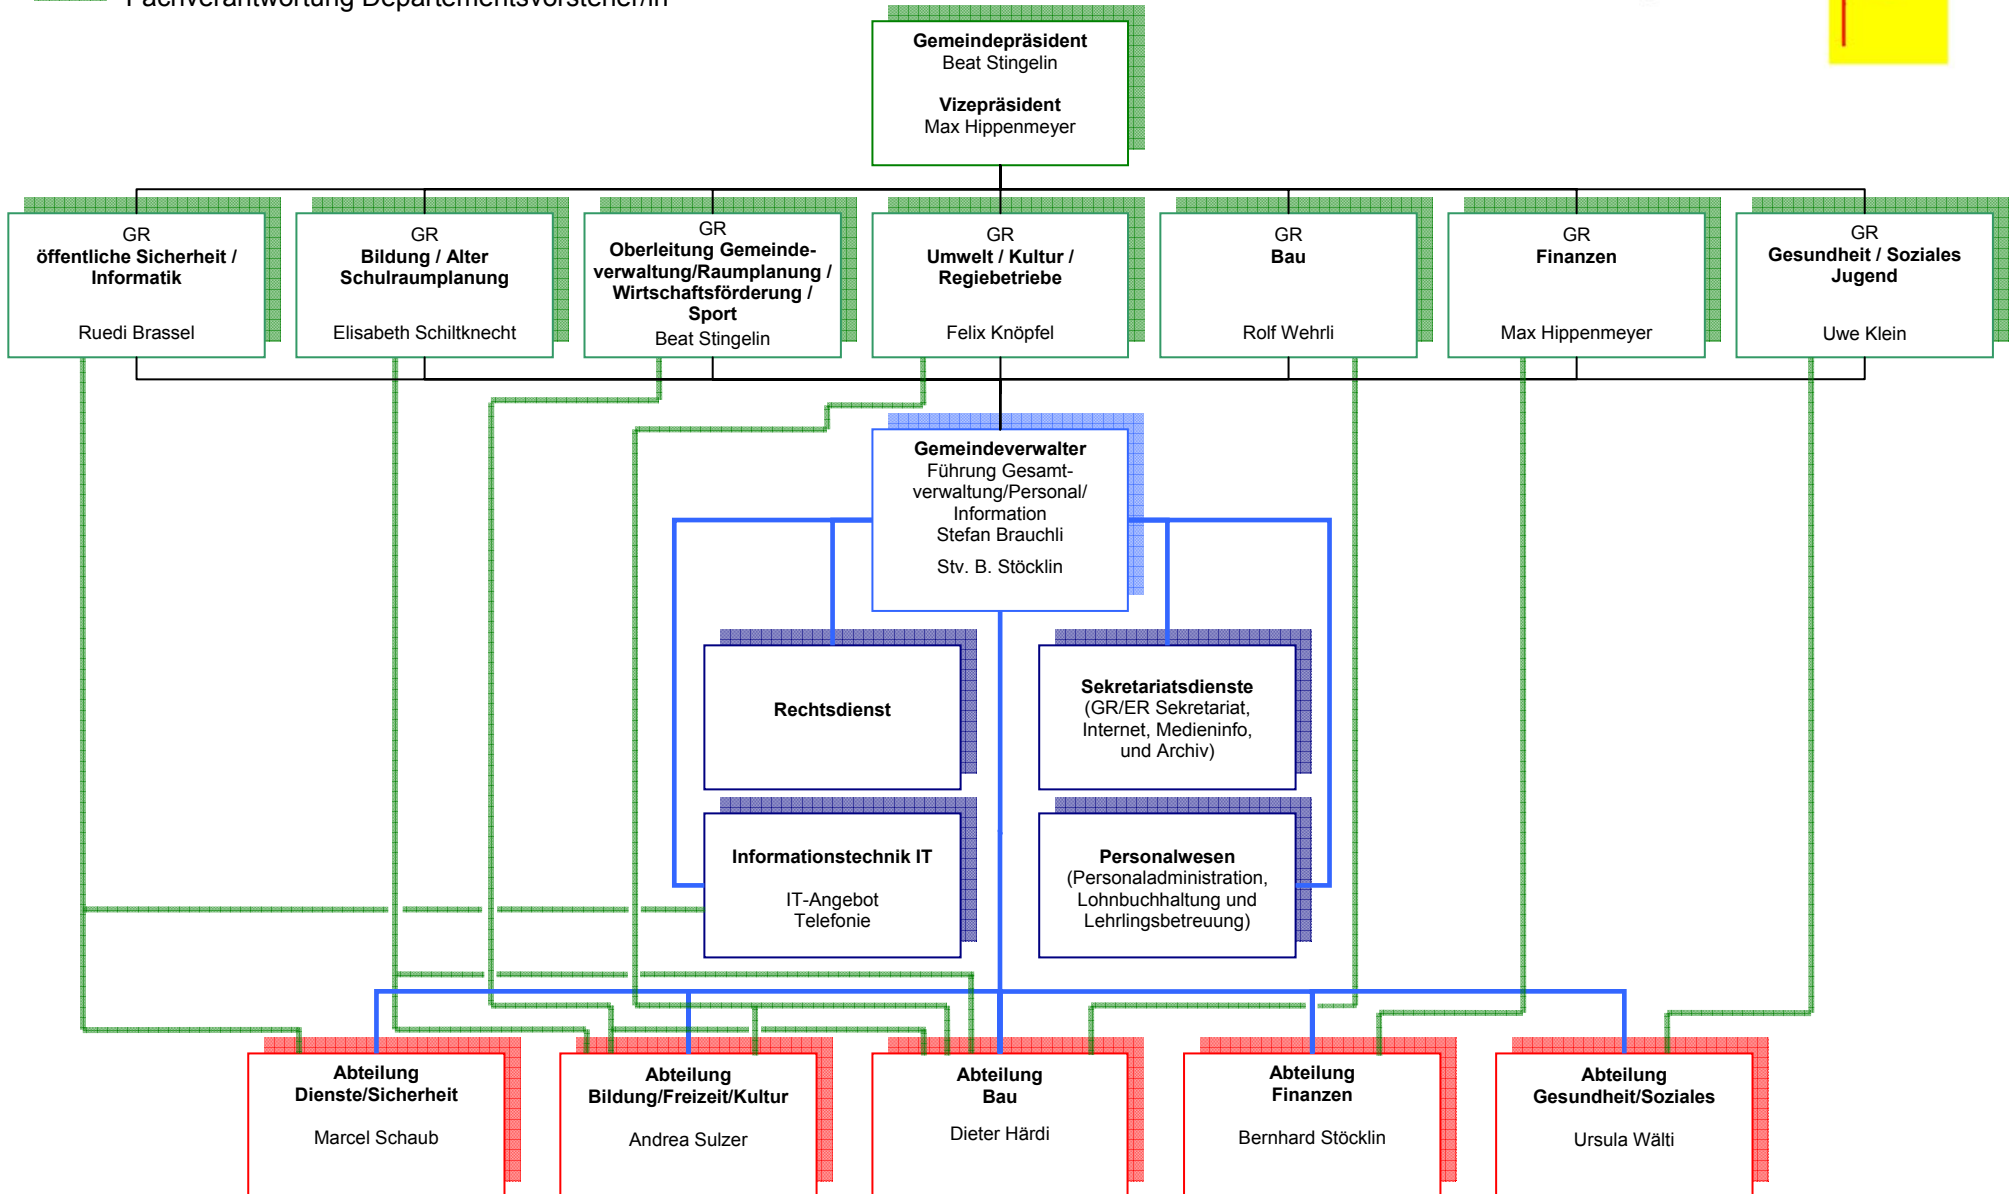 Fachverantwortung Departementsvorsteher/in
Gemeindepräsident
Beat Stingelin
Vizepräsident
Max Hippenmeyer
GR
öffentliche Sicherheit /
Informatik
Ruedi Brassel
GR
Bildung / Alter
Schulraumplanung
Elisabeth Schiltknecht
GR
Oberleitung Gemeinde-
verwaltung/Raumplanung /
Wirtschaftsförderung /
Sport
Beat Stingelin
GR
Umwelt / Kultur /
Regiebetriebe
Felix Knöpfel
GR
Bau
Rolf Wehrli
GR
Finanzen
Max Hippenmeyer
GR
Gesundheit / Soziales
Jugend
Uwe Klein
Gemeindeverwalter
Führung Gesamt-
verwaltung/Personal/
Information
Stefan Brauchli
Stv. B. Stöcklin
Rechtsdienst
Sekretariatsdienste
(GR/ER Sekretariat,
Internet, Medieninfo,
und Archiv)
Informationstechnik IT
IT-Angebot
Telefonie
Personalwesen
(Personaladministration,
Lohnbuchhaltung und
Lehrlingsbetreuung)
Abteilung
Dienste/Sicherheit
Marcel Schaub
Abteilung
Bildung/Freizeit/Kultur
Andrea Sulzer
Abteilung
Bau
Dieter Härdi
Abteilung
Finanzen
Bernhard Stöcklin
Abteilung
Gesundheit/Soziales
Ursula Wälti